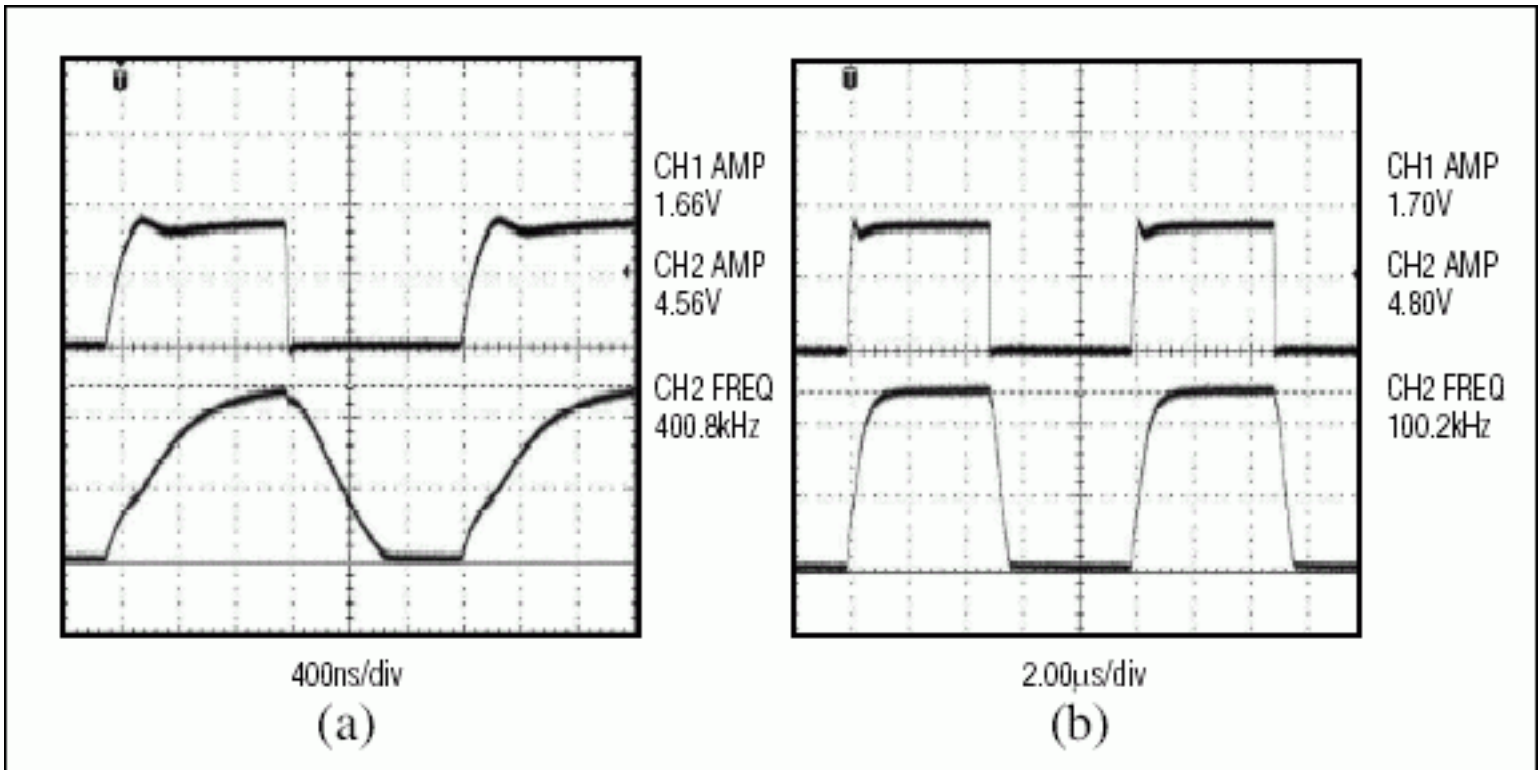 CH1 AMP
1.66V
CH2 AMP
4.56V
CH2 FREQ
400.8kHz
400ns/div
(a)
CH1 AMP
1.70V
CH2 AMP
4.80V
CH2 FREQ
100.2kHz
2.00µs/div
(b)